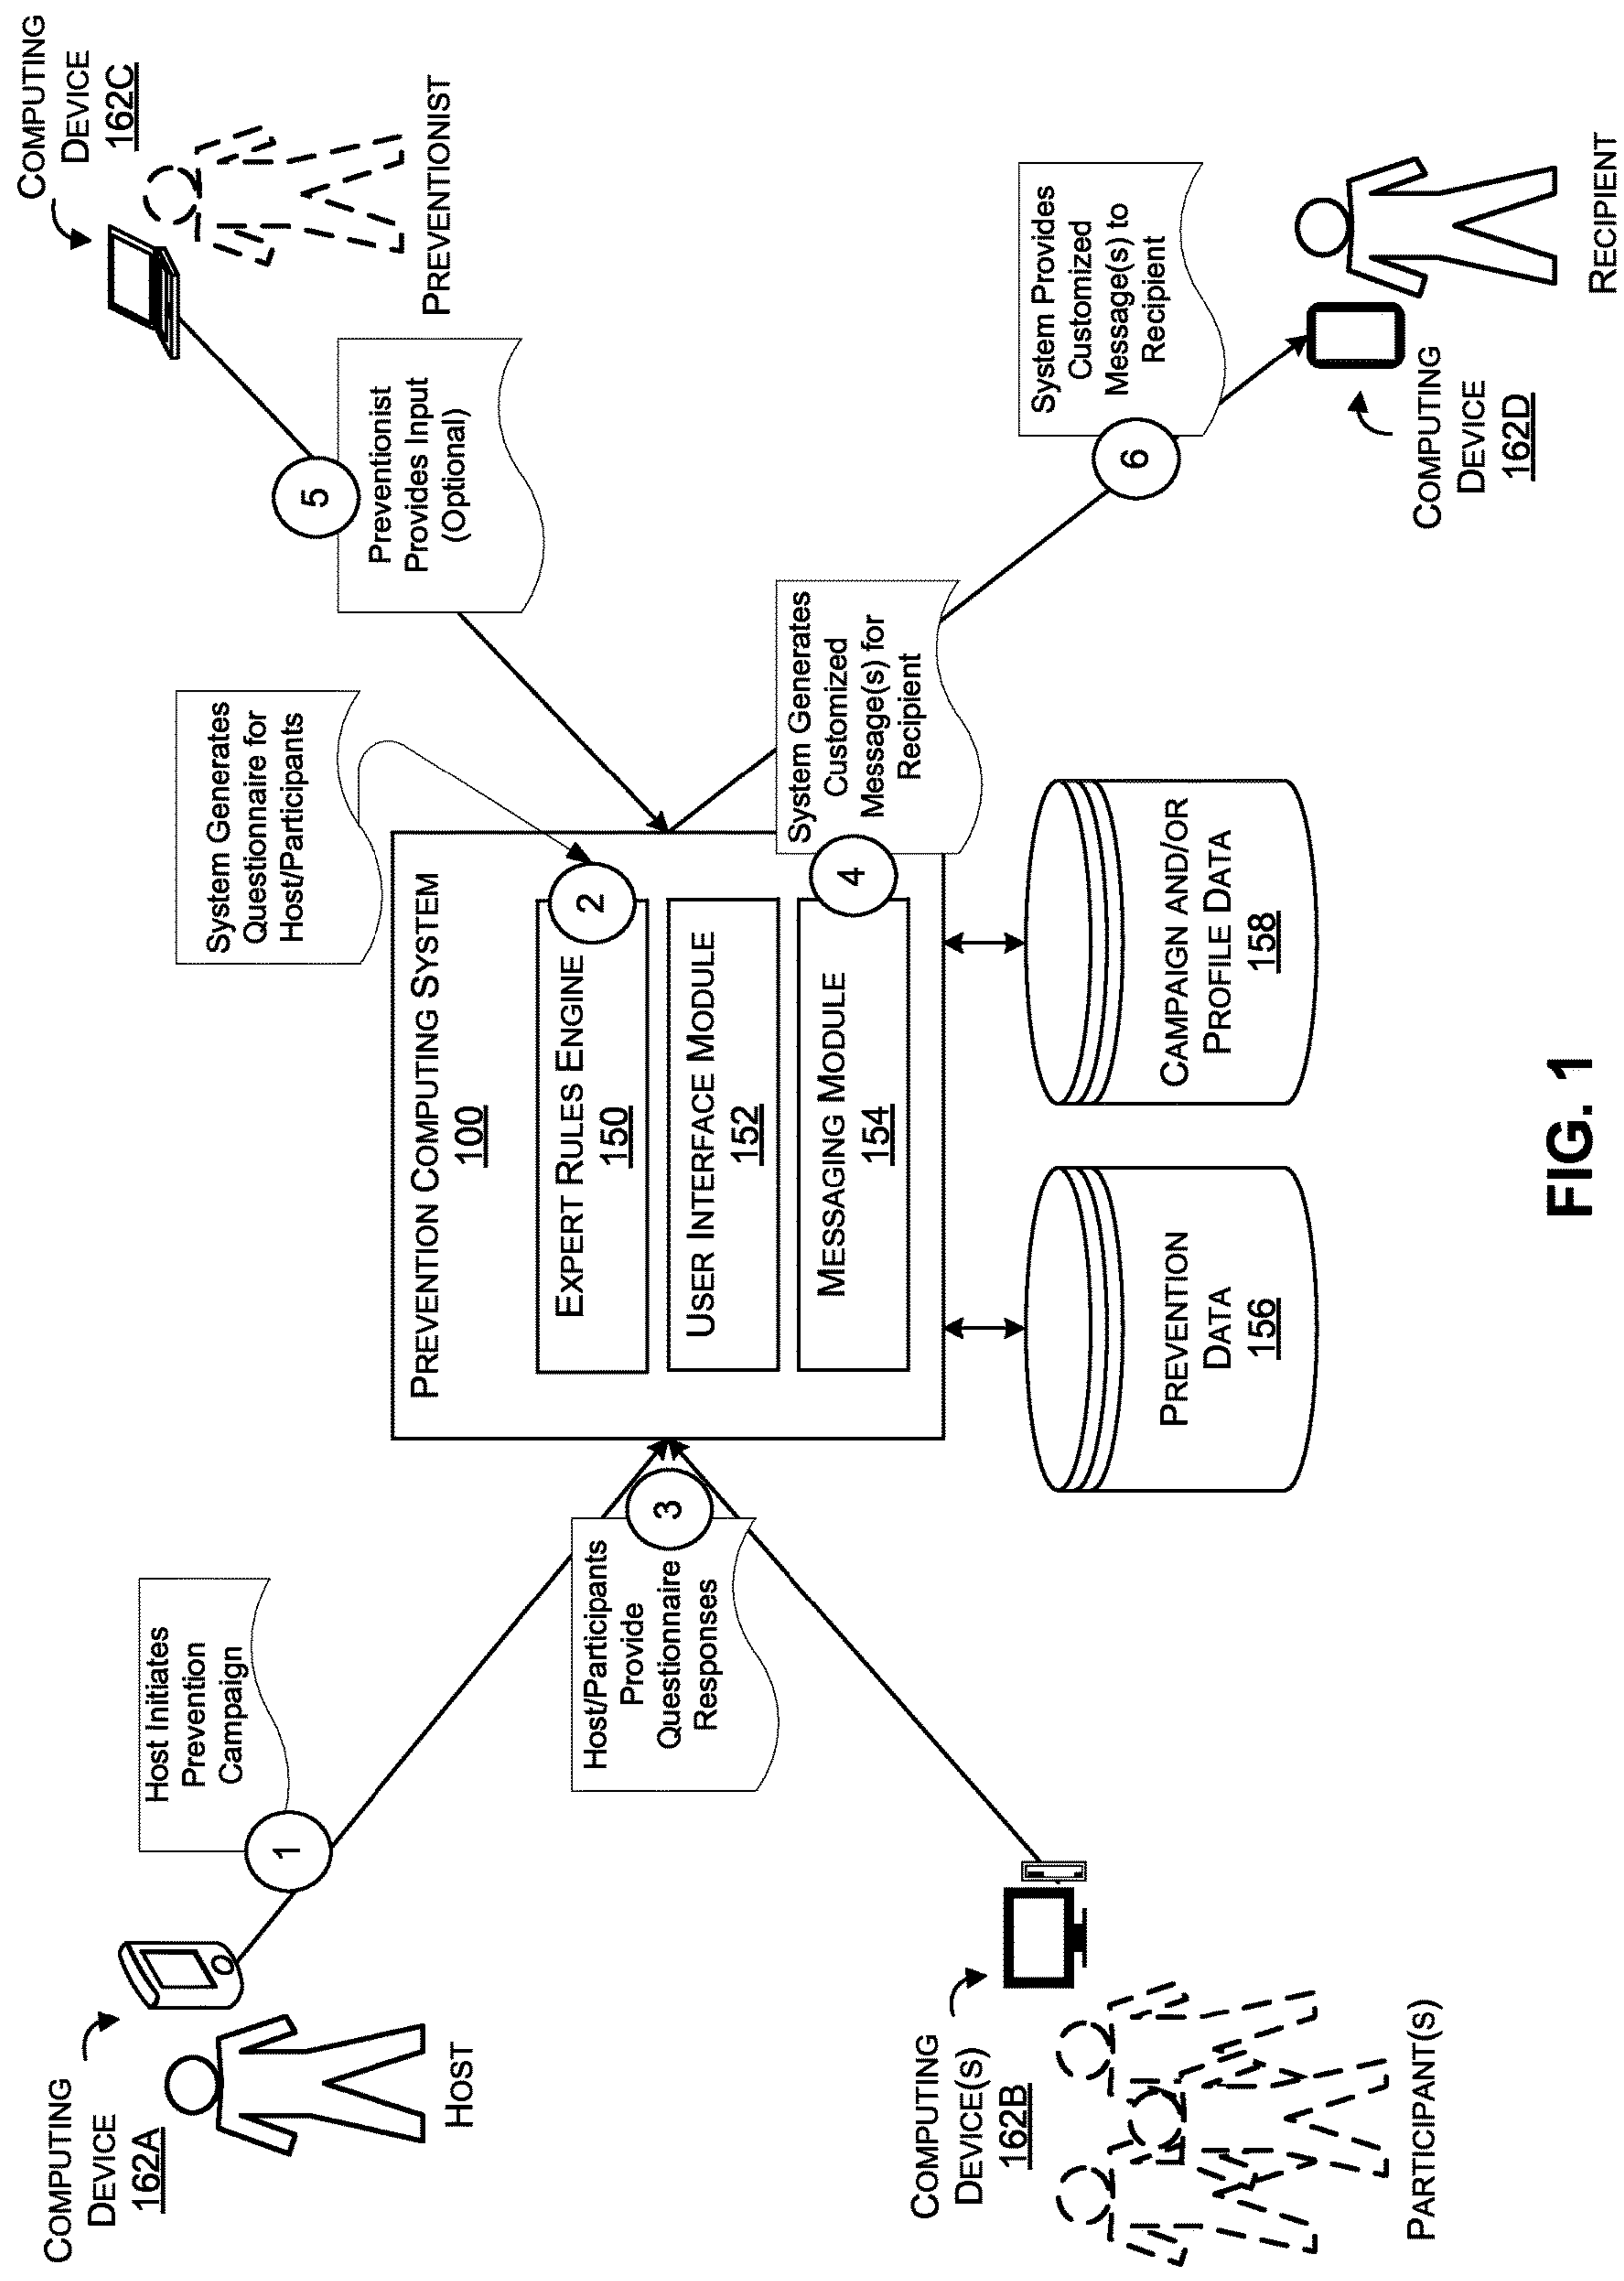 COMPUTING
DEVICE
162A
HOST
1
Host Initiates
Prevention
Campaign
COMPUTING
DEVICE(S)
162B
PARTICIPANT(S)
Host/Participants
Provide
Questionnaire
Responses
3
System Generates
Questionnaire for
Host/Participants
PREVENTION COMPUTING SYSTEM
100
EXPERT RULES ENGINE
150
2
USER INTERFACE MODULE
152
MESSAGING MODULE
154
4
System Generates
Customized
Message(s) for
Recipient
PREVENTION
DATA
156
CAMPAIGN AND/OR
PROFILE DATA
158
5
Preventionist
Provides Input
(Optional)
COMPUTING
DEVICE
162C
PREVENTIONIST
6
System Provides
Customized
Message(s) to
Recipient
COMPUTING
DEVICE
162D
RECIPIENT
FIG. 1